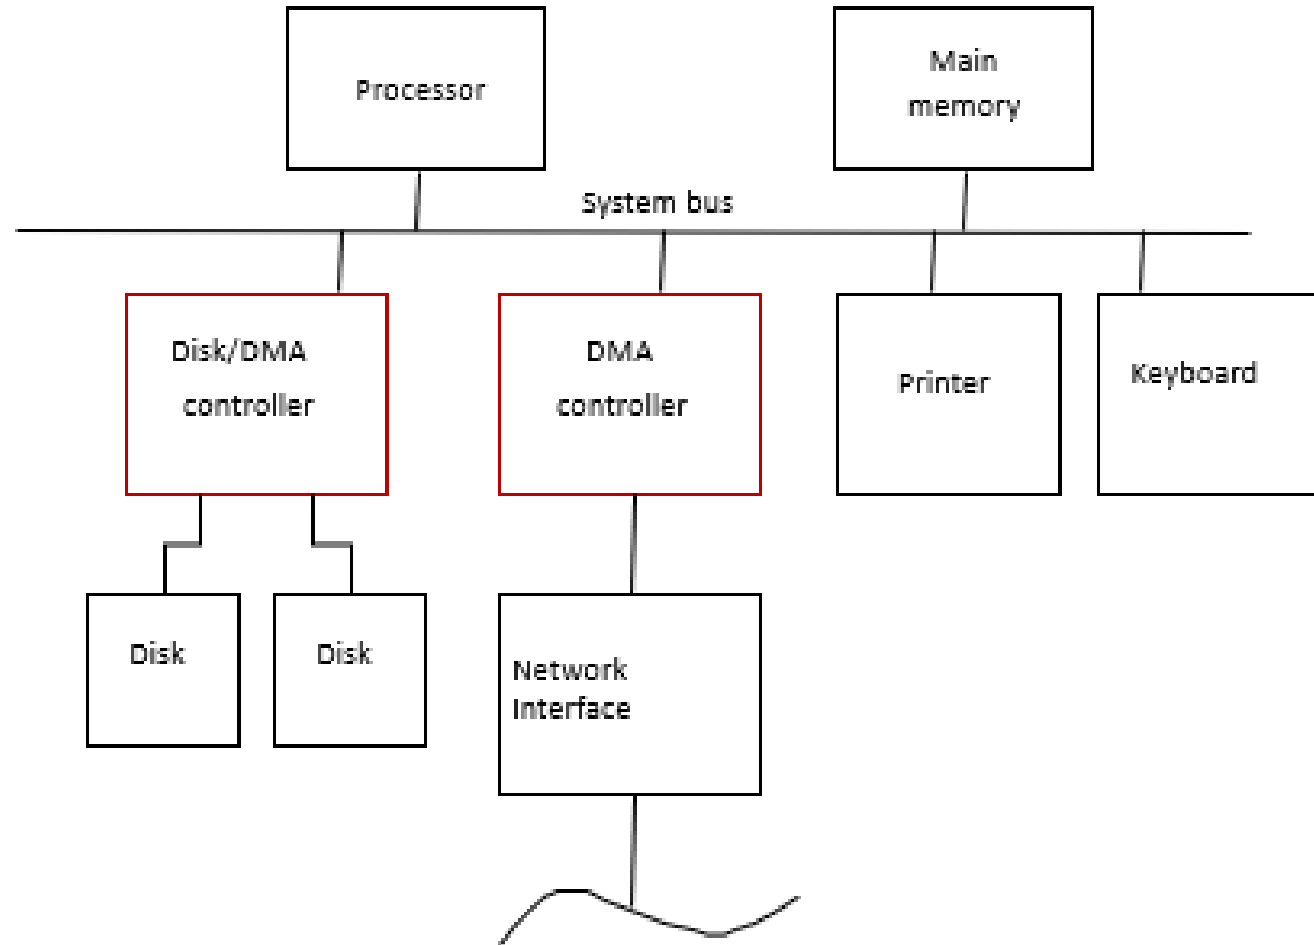 Processor
Main
memory
System bus
Disk/DMA
controller
DMA
controller
Printer
Keyboard
Disk
Disk
Network
Interface